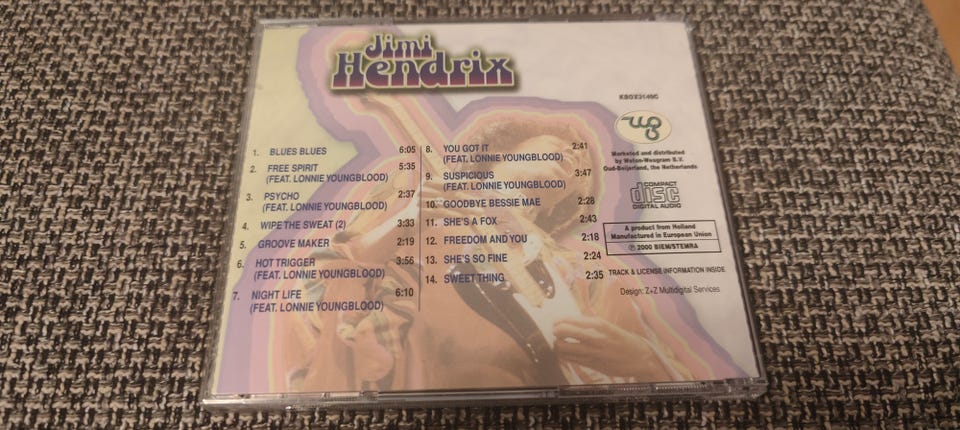 Jimi
Hendrix
1. BLUES BLUES 6:05
2. FREE SPIRIT 5:35
(FEAT. LONNIE YOUNGBLOOD)
3. PSYCHO 2:37
(FEAT. LONNIE YOUNGBLOOD)
4. WIPE THE SWEAT (2) 3:33
5. GROOVE MAKER 2:19
6. HOT TRIGGER 3:56
(FEAT. LONNIE YOUNGBLOOD)
7. NIGHT LIFE 6:10
(FEAT. LONNIE YOUNGBLOOD)
8. YOU GOT IT 2:41
(FEAT. LONNIE YOUNGBLOOD)
9. SUSPICIOUS 3:47
(FEAT. LONNIE YOUNGBLOOD)
10. GOODBYE BESSIE MAE 2:28
11. SHE'S A FOX 2:43
12. FREEDOM AND YOU 2:18
13. SHE'S SO FINE 2:24
14. SWEET THING 2:35
KBOX3149C
Marketed and distributed
by Weton-Wesgram B.V.
Oud-Beijerland, the Netherlands
COMPACT
disc
DIGITAL AUDIO
A product from Holland
Manufactured in European Union
℗ 2000 BIEM/STEMRA
TRACK & LICENSE INFORMATION INSIDE
Design: Z+Z Multidigital Services